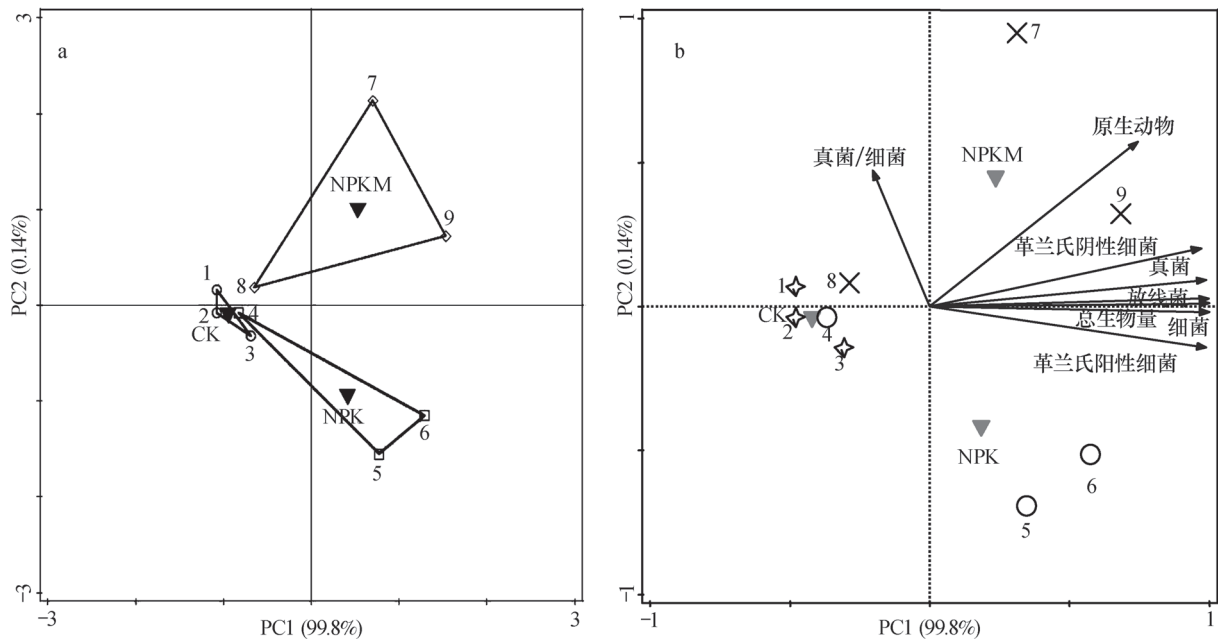 3
a
7
NPKM
9
1
8
2
4
CK
3
NPK
6
5
PC2 (0.14%)
-3
-3
3
PC1 (99.8%)
1
b
7
原生动物
真菌/细菌
NPKM
9
革兰氏阴性细菌
真菌
放线菌
总生物量
细菌
革兰氏阳性细菌
1
8
CK
2
4
3
NPK
6
5
PC2 (0.14%)
-1
-1
1
PC1 (99.8%)